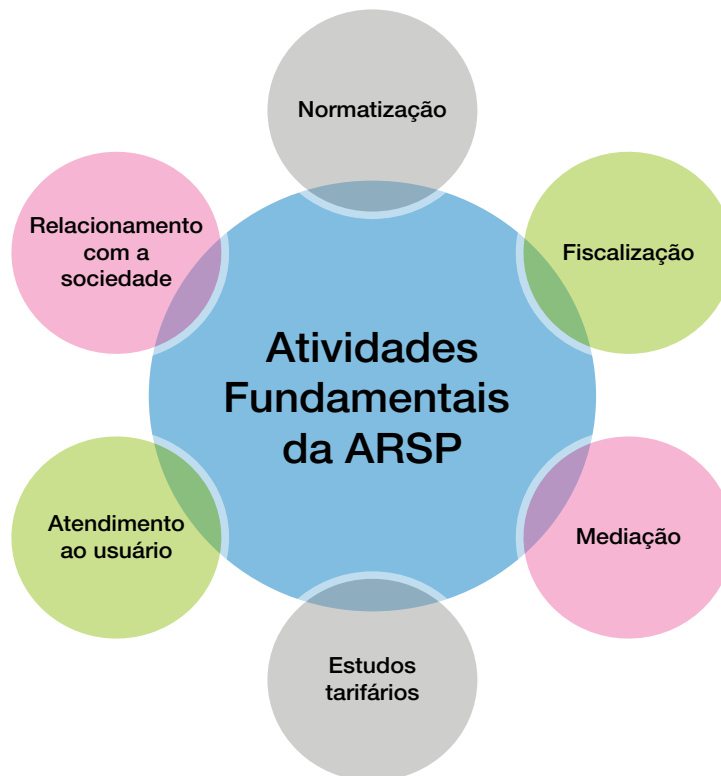 Normatização
Relacionamento
com a
sociedade
Fiscalização
Atividades
Fundamentais
da ARSP
Atendimento
ao usuário
Mediação
Estudos
tarifários